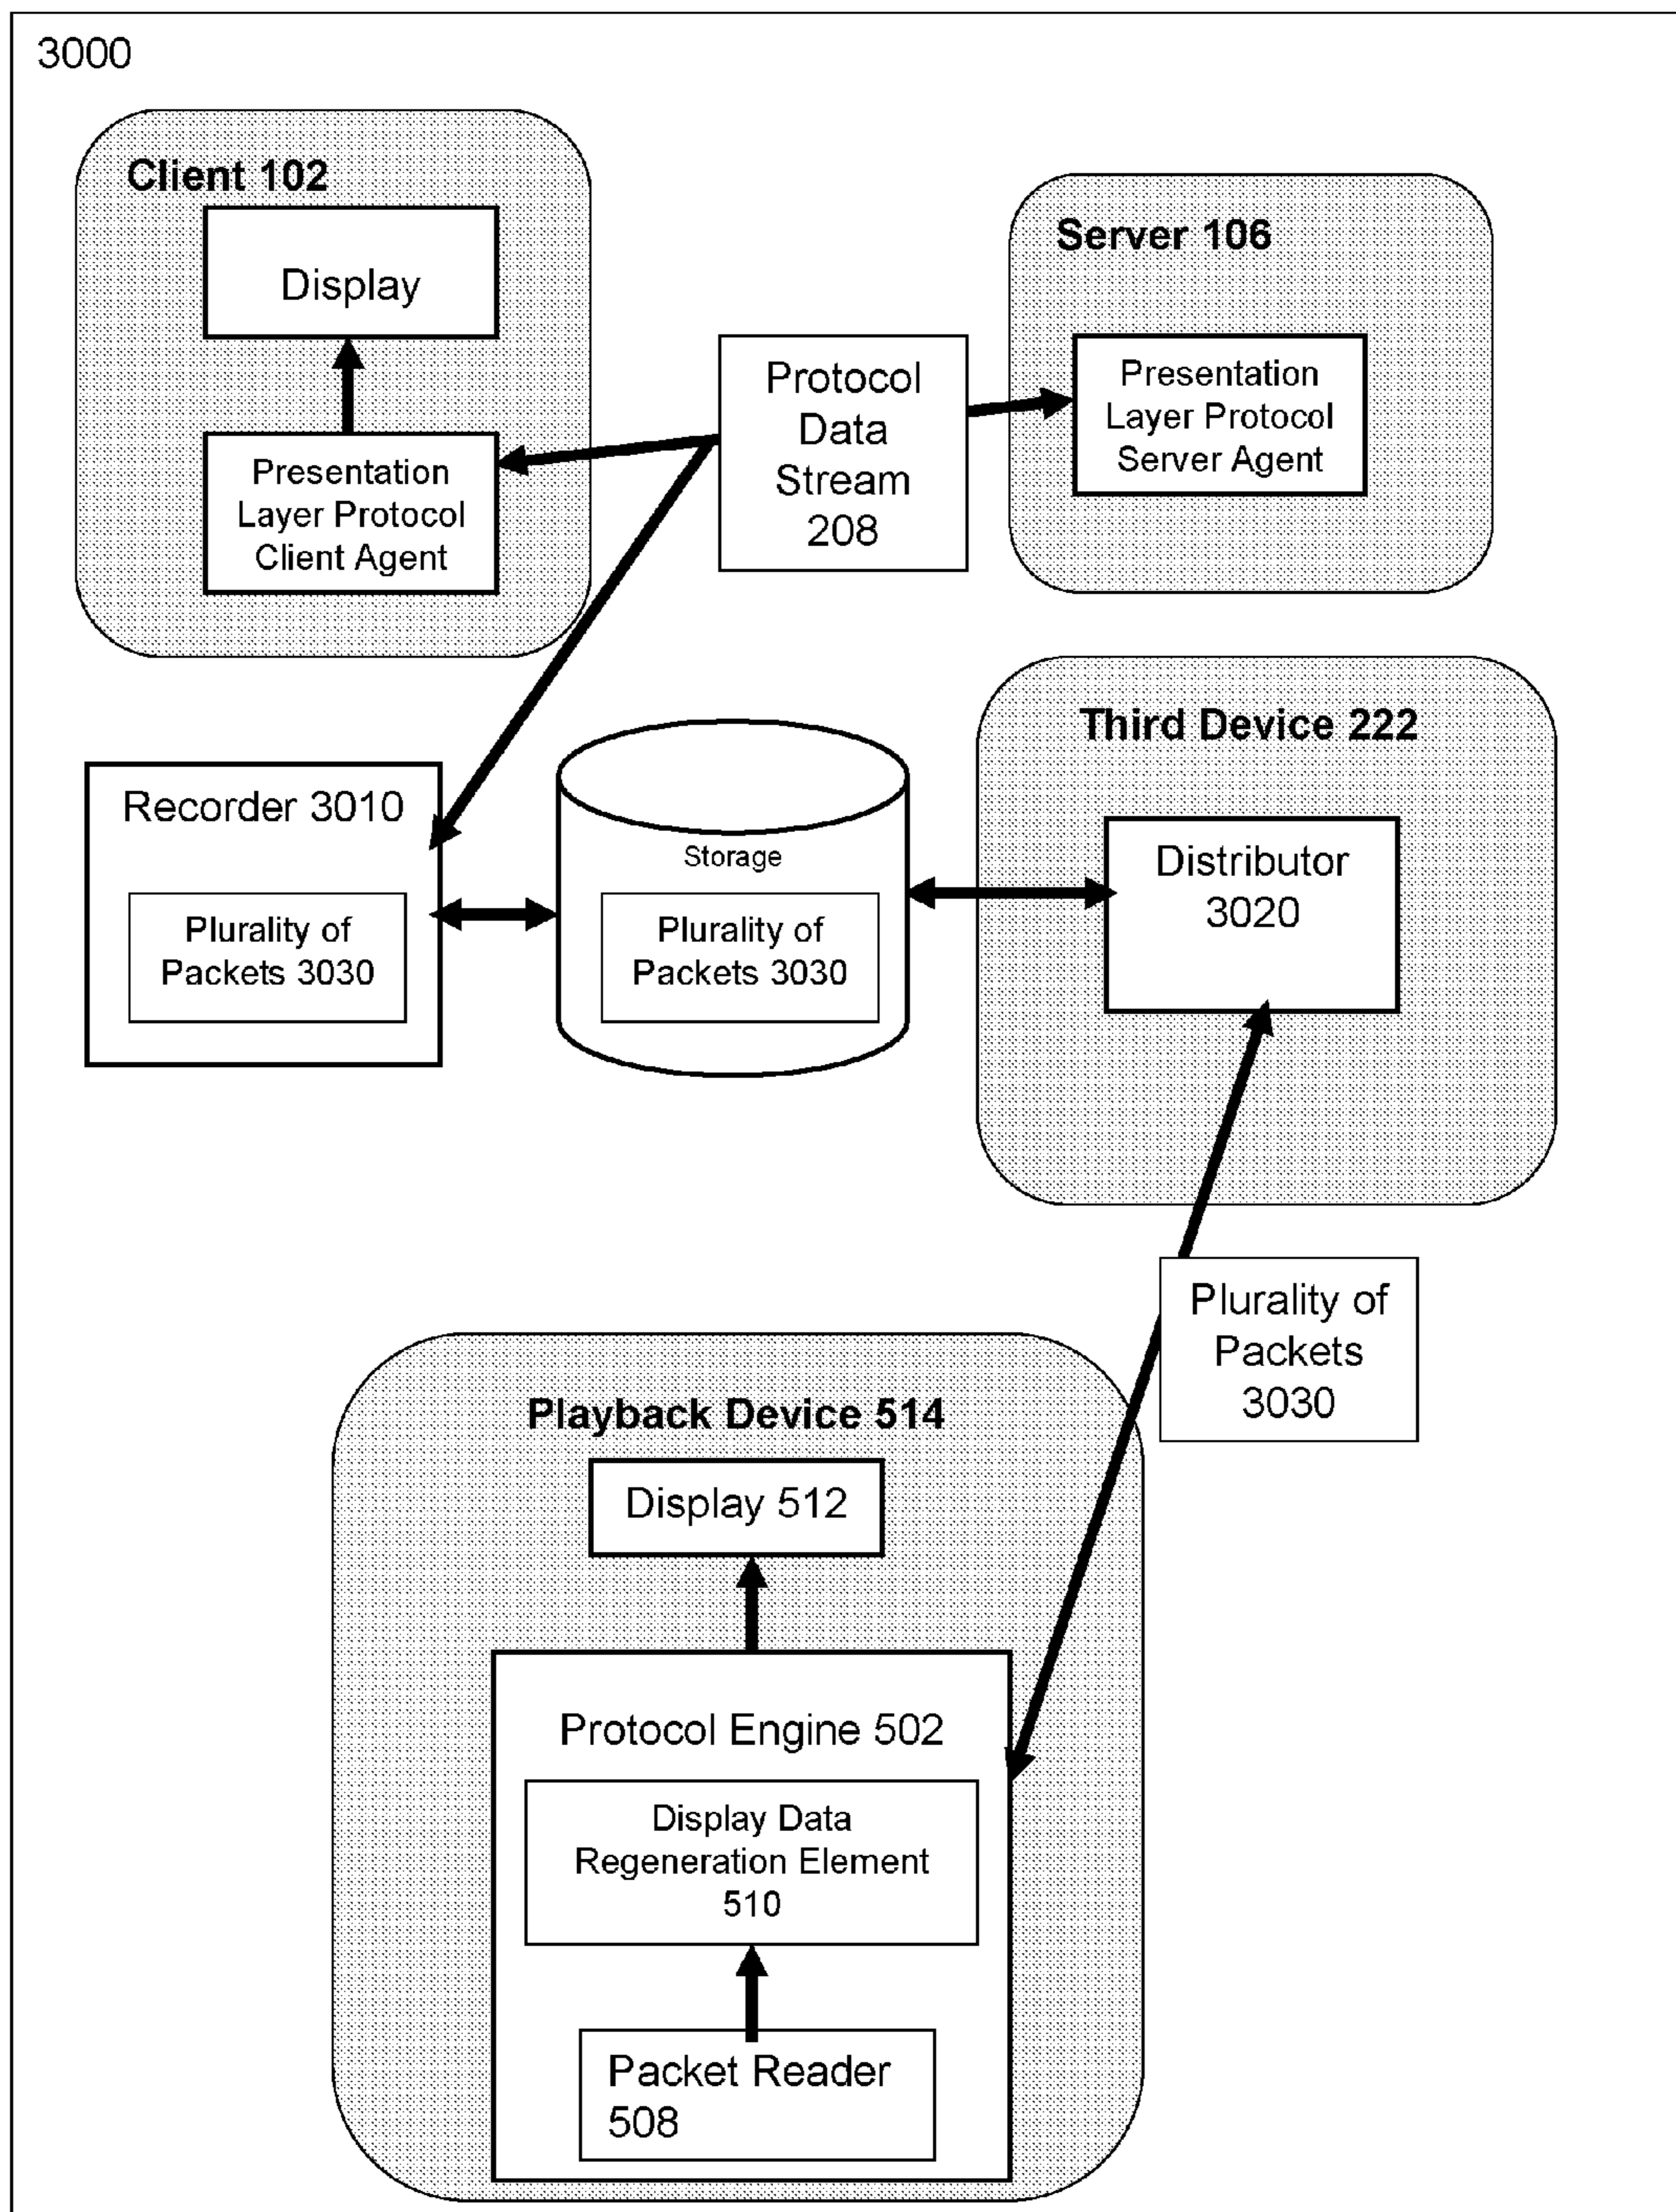 3000
Client 102
Display
Presentation
Layer Protocol
Client Agent
Protocol
Data
Stream
208
Server 106
Presentation
Layer Protocol
Server Agent
Recorder 3010
Plurality of
Packets 3030
Storage
Plurality of
Packets 3030
Third Device 222
Distributor
3020
Plurality of
Packets
3030
Playback Device 514
Display 512
Protocol Engine 502
Display Data
Regeneration Element
510
Packet Reader
508